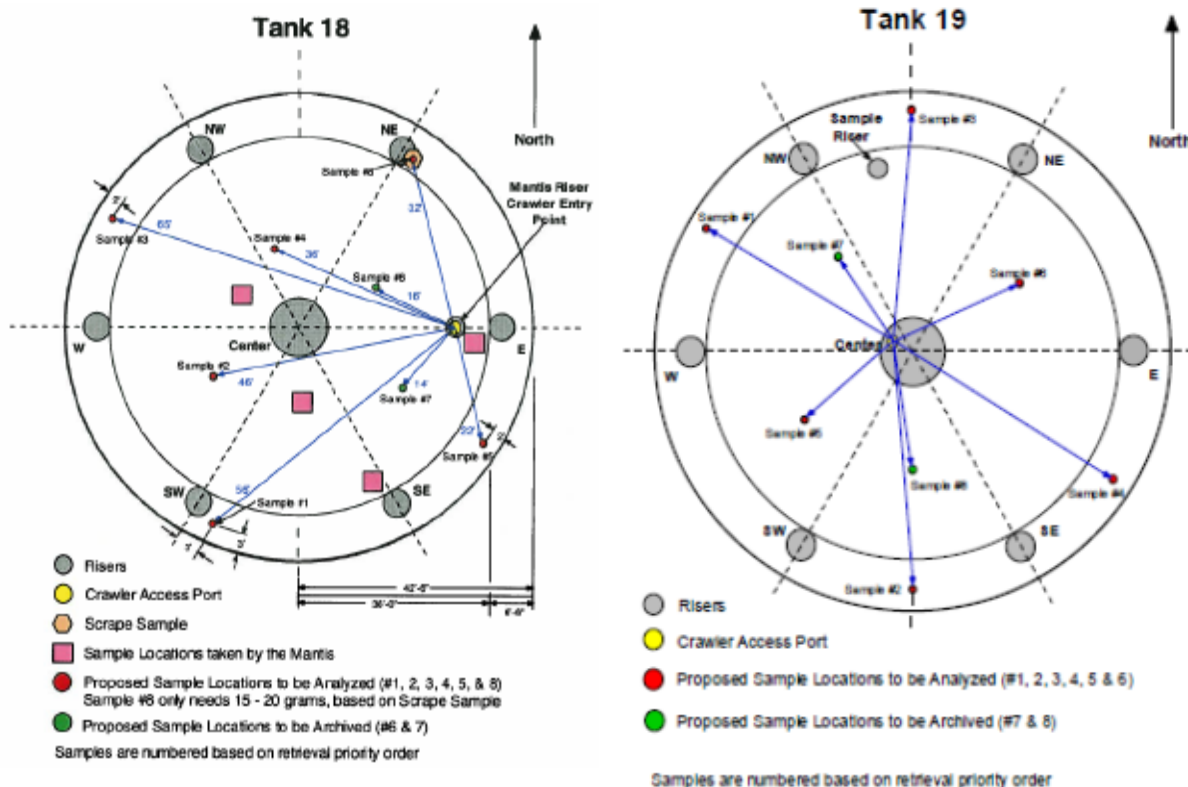 Tank 18
North
NW
NE
Sample #8
32'
Mantis Riser
Crawler Entry
Point
2'
65'
Sample #3
Sample #4
36'
Sample #6
16'
W
Center
E
Sample #2
46'
14'
Sample #7
22'
2'
Sample #5
56'
SW
Sample #1
SE
1'
3'
42'-6"
36'-0"
6'-6"
Risers
Crawler Access Port
Scrape Sample
Sample Locations taken by the Mantis
Proposed Sample Locations to be Analyzed (#1, 2, 3, 4, 5, & 8)
Sample #8 only needs 15 - 20 grams, based on Scrape Sample
Proposed Sample Locations to be Archived (#6 & 7)
Samples are numbered based on retrieval priority order
Tank 19
North
Sample
Riser
Sample #3
NW
NE
Sample #1
Sample #7
Sample #6
Center
W
E
Sample #5
Sample #8
Sample #4
SW
SE
Sample #2
Risers
Crawler Access Port
Proposed Sample Locations to be Analyzed (#1, 2, 3, 4, 5 & 6)
Proposed Sample Locations to be Archived (#7 & 8)
Samples are numbered based on retrieval priority order